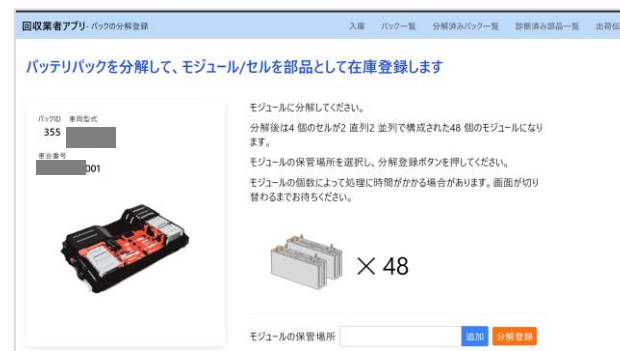 回収業者アプリ- パックの分解登録
入庫 パック一覧 分解済みパック一覧 診断済み部品一覧 出荷伝
バッテリパックを分解して、モジュール/セルを部品として在庫登録します
パックID 車両型式
355
車台番号
001
モジュールに分解してください。
分解後は4 個のセルが2 直列2 並列で構成された48 個のモジュールになり
ます。
モジュールの保管場所を選択し、分解登録ボタンを押してください。
モジュールの個数によって処理に時間がかかる場合があります。画面が切り
替わるまでお待ちください。
× 48
モジュールの保管場所 追加 分解登録